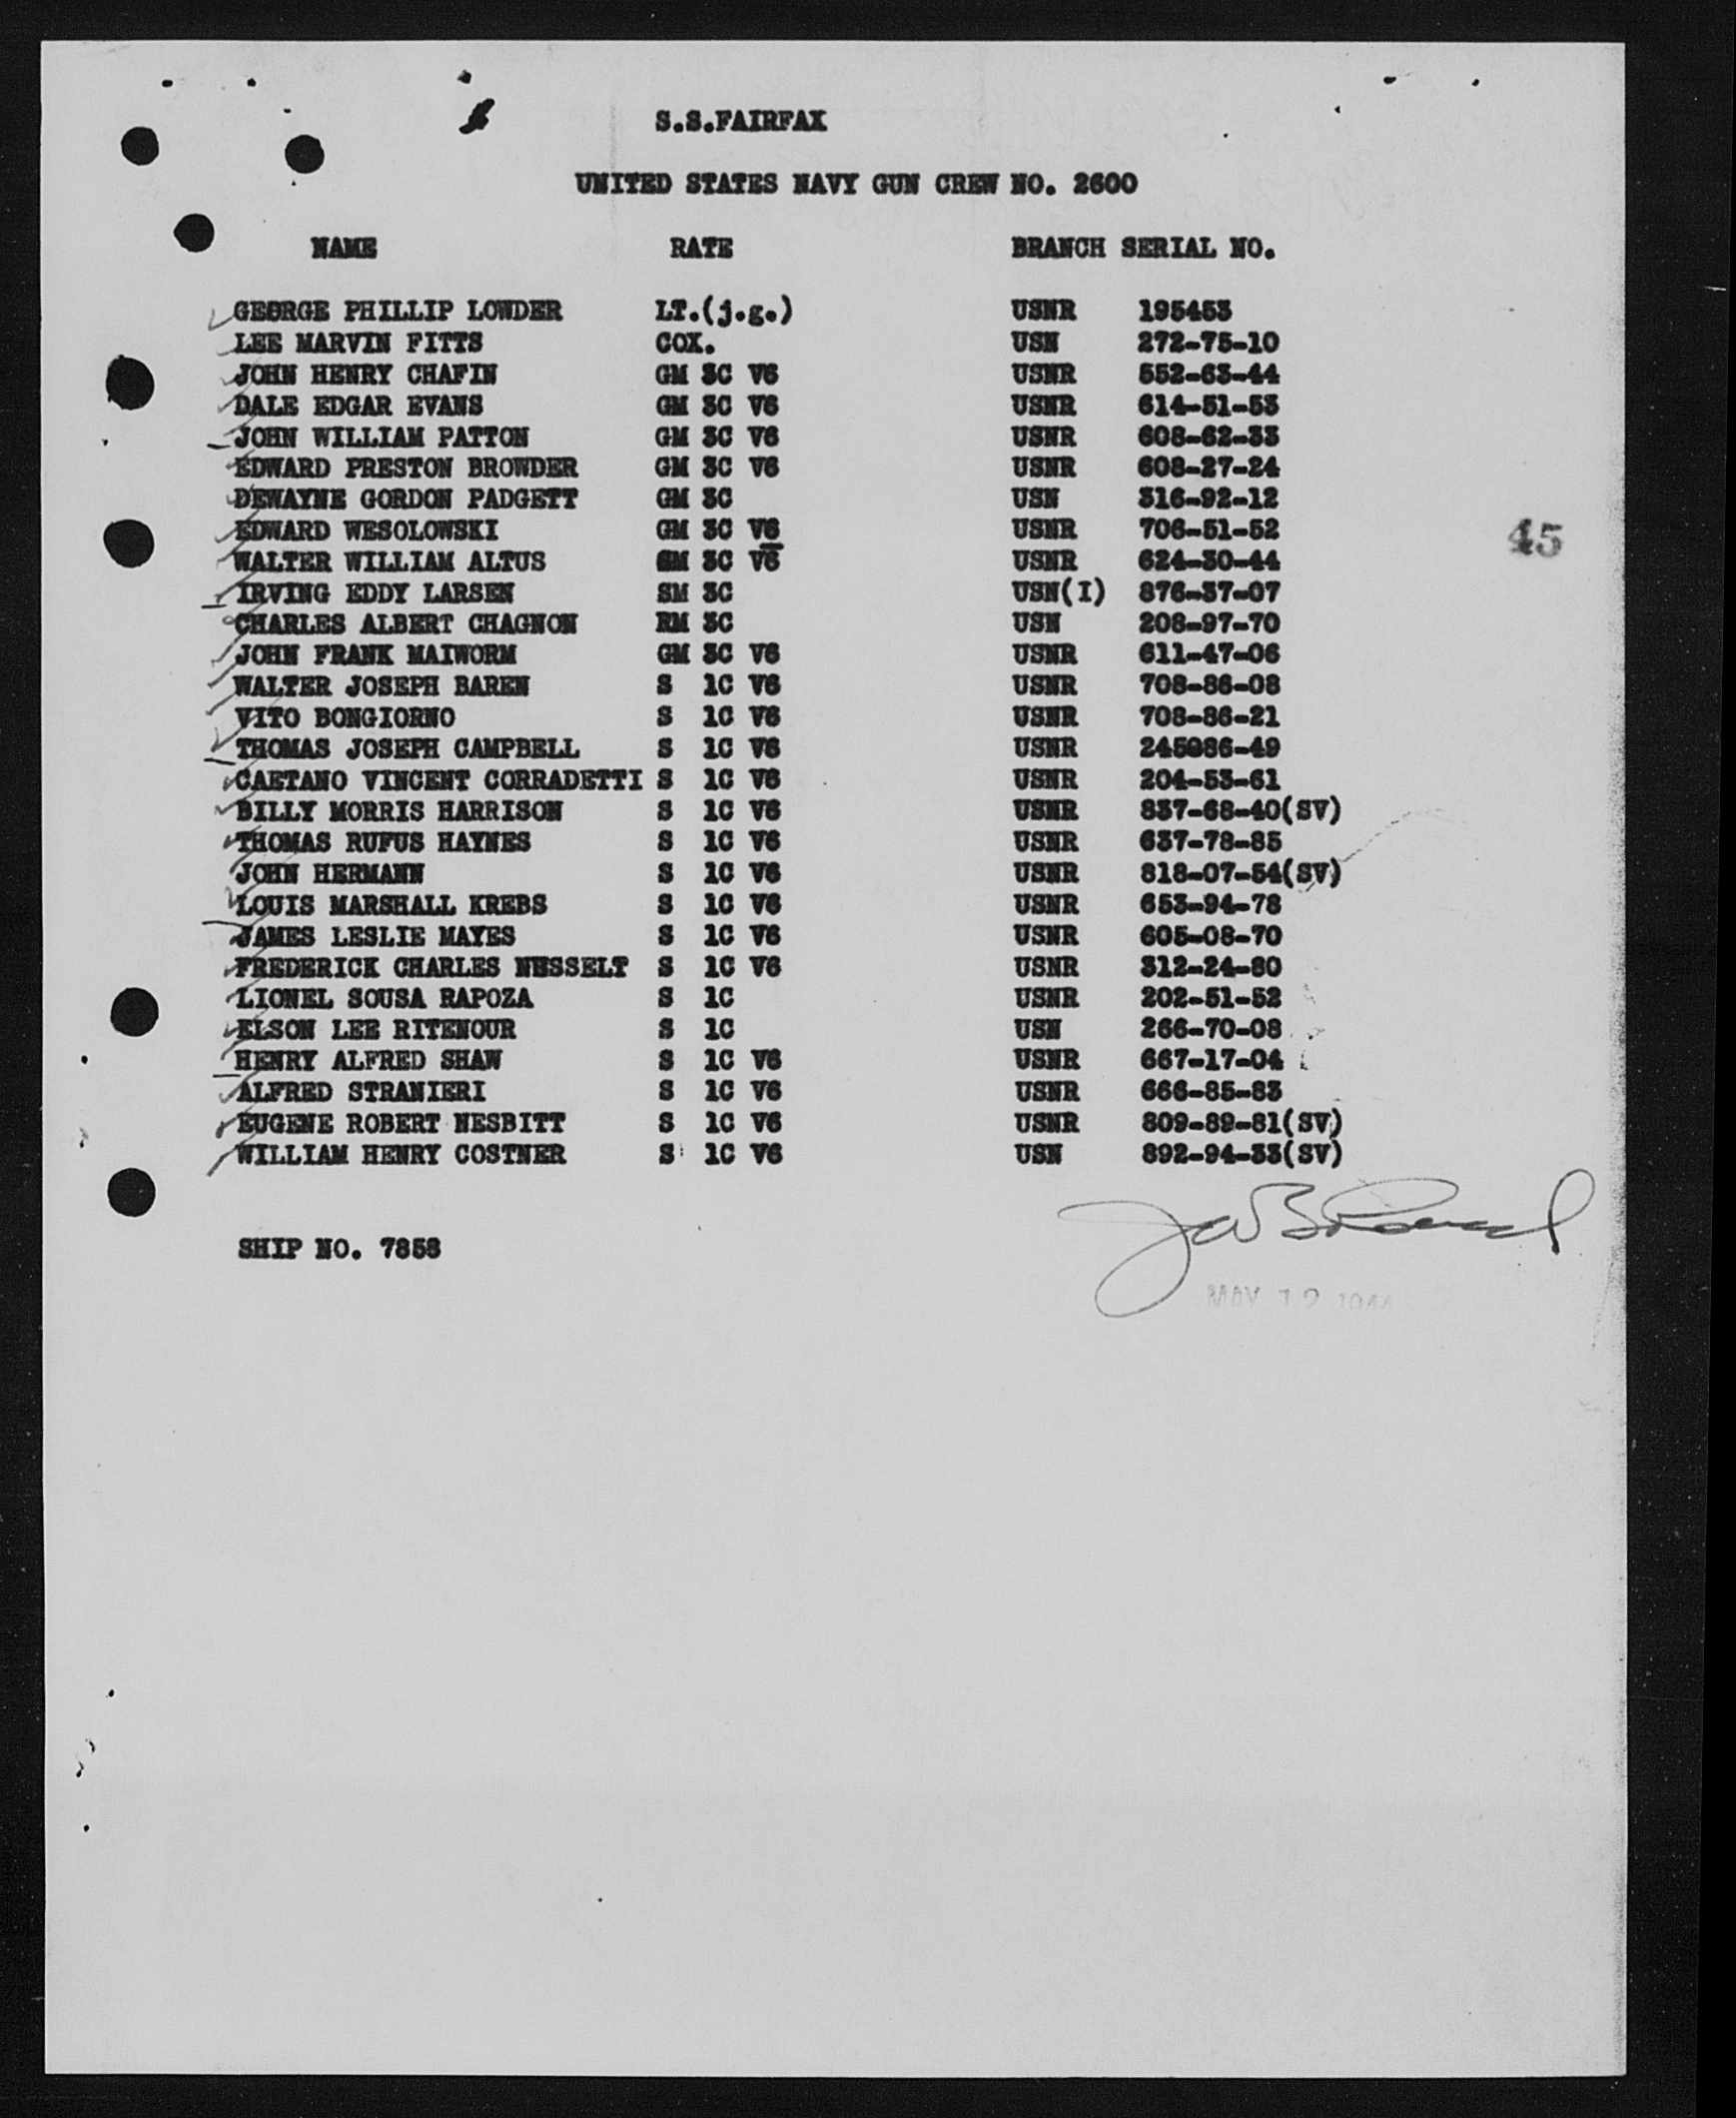 S.S.FAIRFAX
UNITED STATES NAVY GUN CREW NO. 2600
NAME RATE BRANCH SERIAL NO.
GEORGE PHILLIP LOWDER LT.(j.g.) USNR 195453
LEE MARVIN FITTS COX. USN 272-75-10
JOHN HENRY CHAFIN GM 3C V6 USNR 552-63-44
DALE EDGAR EVANS GM 3C V6 USNR 614-51-53
JOHN WILLIAM PATTON GM 3C V6 USNR 608-62-33
EDWARD PRESTON BROWDER GM 3C V6 USNR 608-27-24
DEWAYNE GORDON PADGETT GM 3C USN 316-92-12
EDWARD WESOLOWSKI GM 3C V6 USNR 706-51-52
WALTER WILLIAM ALTUS SM 3C V6 USNR 624-30-44
IRVING EDDY LARSEN SM 3C USN(I) 876-37-07
CHARLES ALBERT CHAGNON RM 3C USN 208-97-70
JOHN FRANK MAIWORM GM 3C V6 USNR 611-47-06
WALTER JOSEPH BAREN S 1C V6 USNR 708-86-08
VITO BONGIORNO S 1C V6 USNR 708-86-21
THOMAS JOSEPH CAMPBELL S 1C V6 USNR 245086-49
CAETANO VINCENT CORRADETTI S 1C V6 USNR 204-53-61
BILLY MORRIS HARRISON S 1C V6 USNR 837-68-40(SV)
THOMAS RUFUS HAYNES S 1C V6 USNR 637-78-85
JOHN HERMANN S 1C V6 USNR 818-07-54(SV)
LOUIS MARSHALL KREBS S 1C V6 USNR 653-94-78
JAMES LESLIE MAYES S 1C V6 USNR 605-08-70
FREDERICK CHARLES NUSSELT S 1C V6 USNR 312-24-80
LIONEL SOUSA RAPOZA S 1C USNR 202-51-52
ELSON LEE RITENOUR S 1C USN 266-70-08
HENRY ALFRED SHAW S 1C V6 USNR 667-17-04
ALFRED STRANIERI S 1C V6 USNR 666-85-83
EUGENE ROBERT NESBITT S 1C V6 USNR 809-89-81(SV)
WILLIAM HENRY COSTNER S 1C V6 USN 892-94-33(SV)
45
SHIP NO. 7858
MAY 12 1944